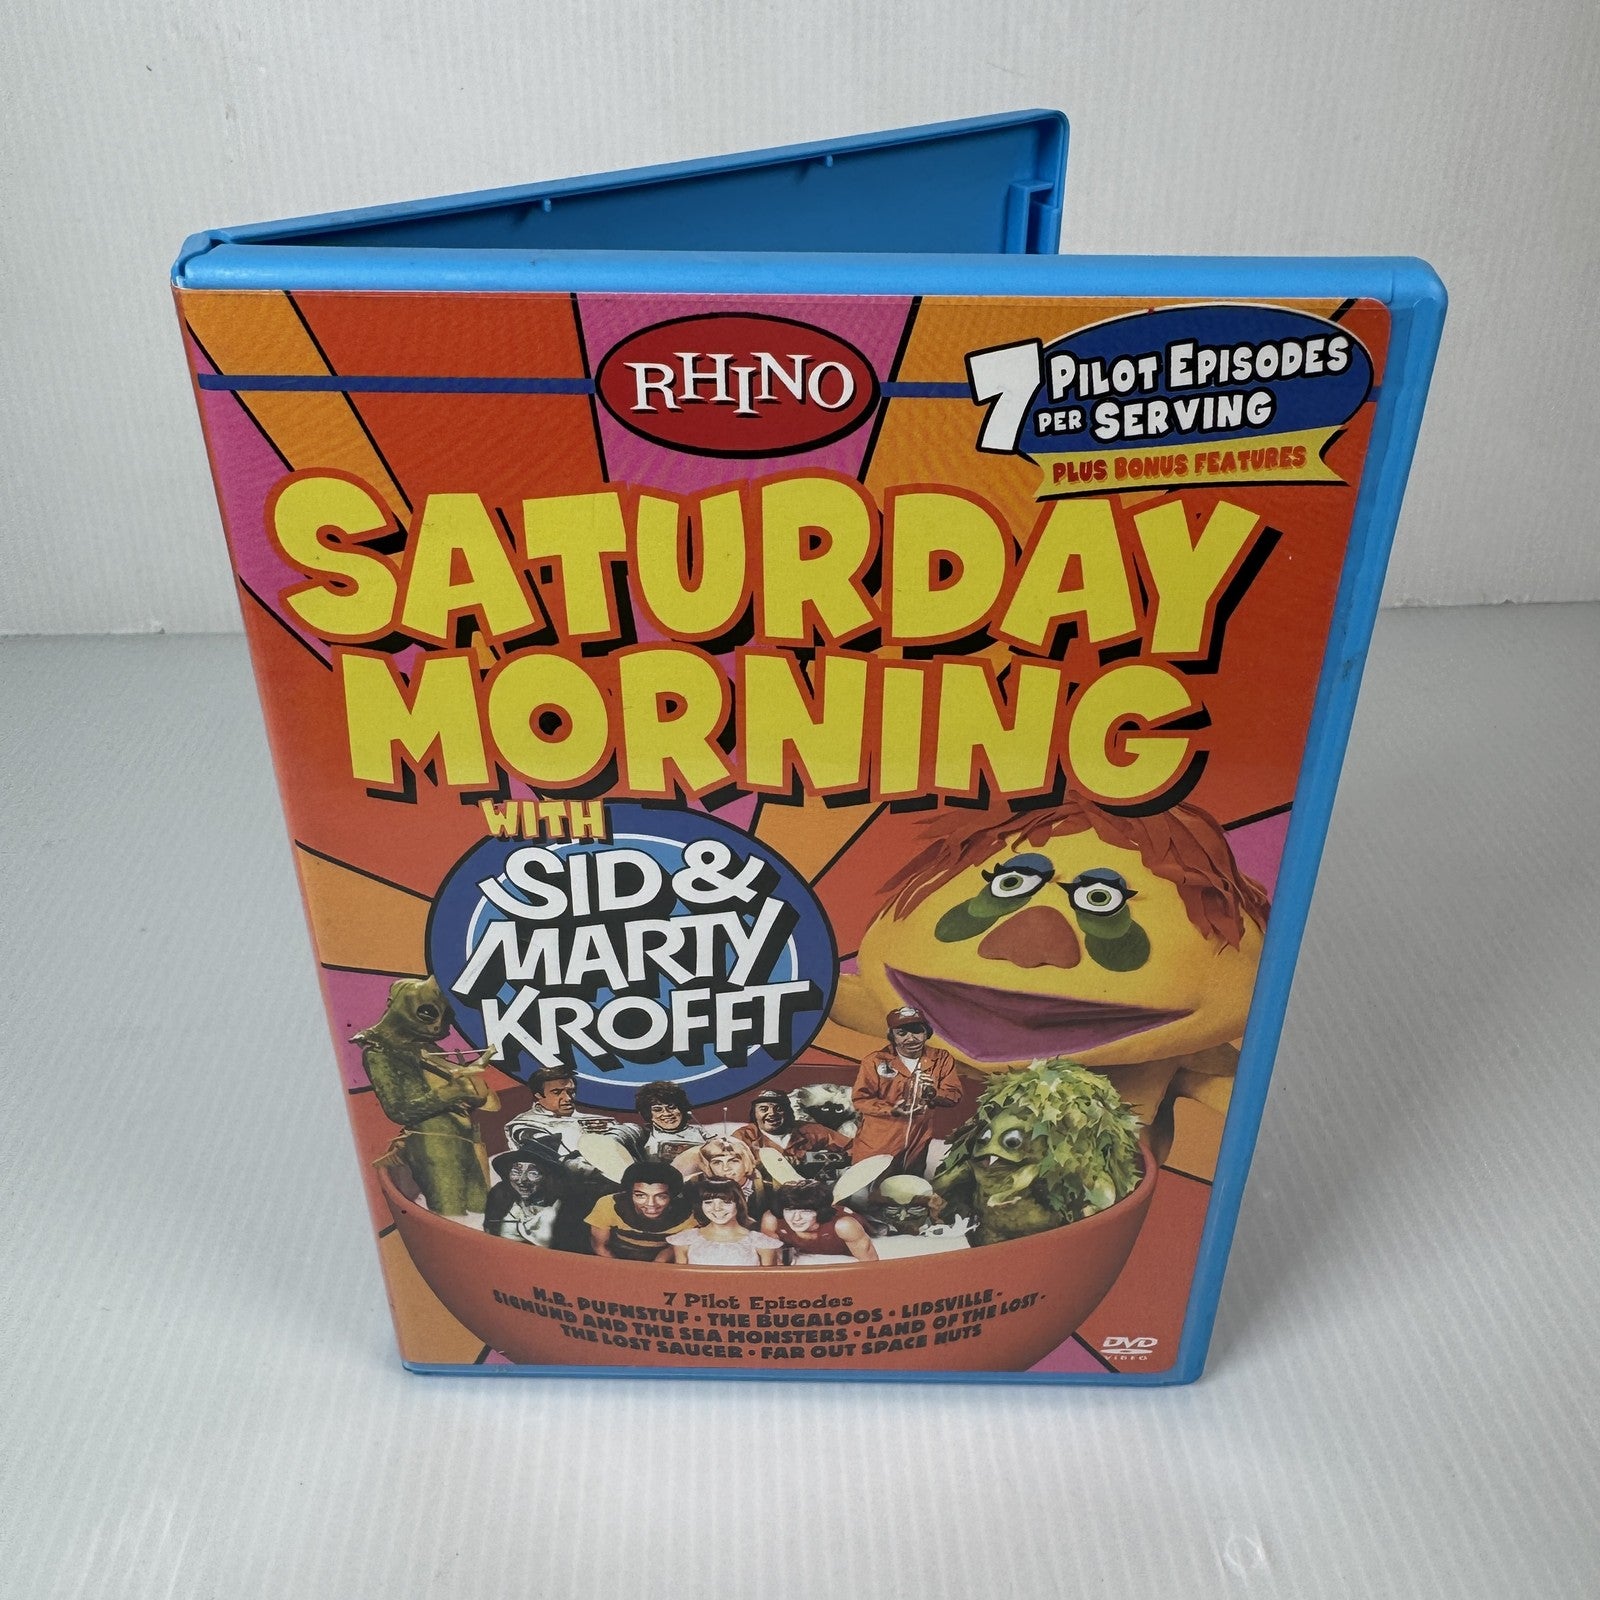 RHINO
7 PILOT EPISODES
PER SERVING
PLUS BONUS FEATURES
SATURDAY
MORNING
WITH
SID &
MARTY
KROFFT
7 Pilot Episodes
H.R. PUFNSTUF · THE BUGALOOS · LIDSVILLE ·
SIGMUND AND THE SEA MONSTERS · LAND OF THE LOST ·
THE LOST SAUCER · FAR OUT SPACE NUTS
DVD
VIDEO